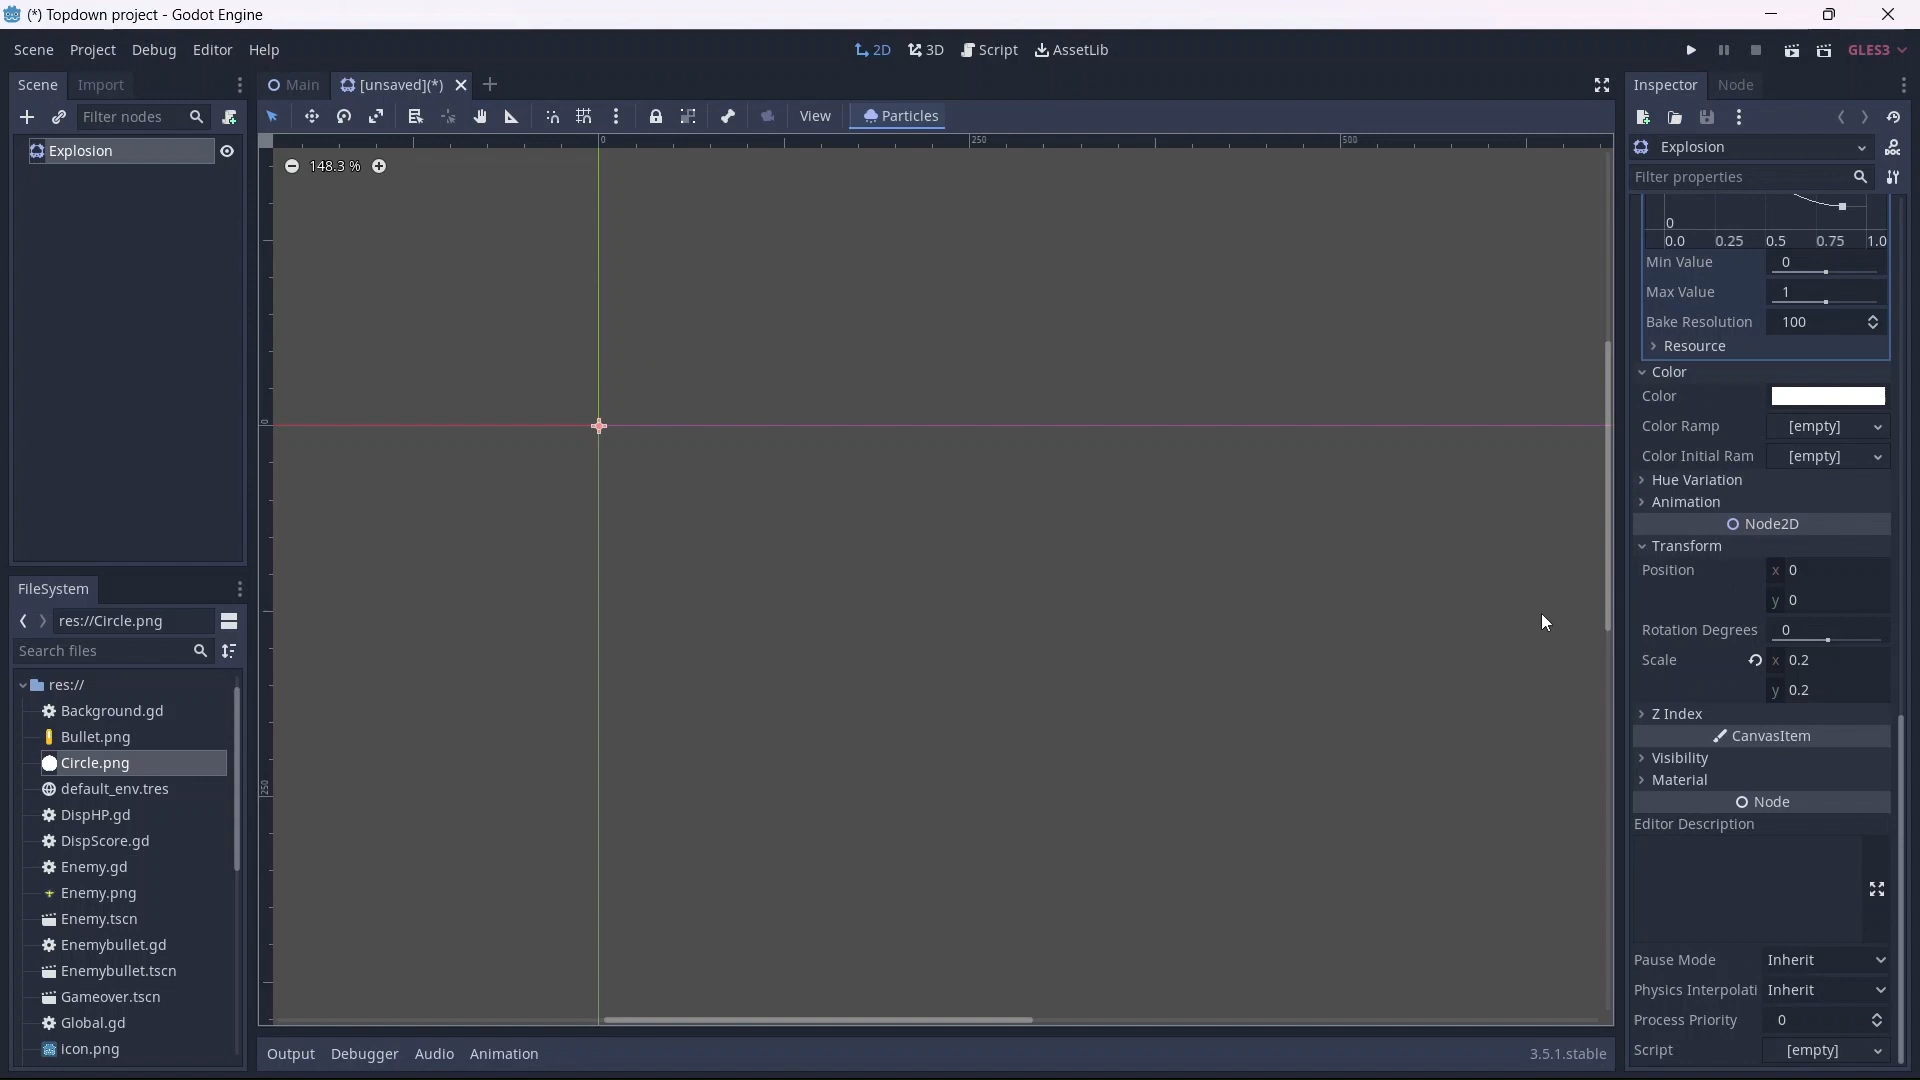 (*) Topdown project - Godot Engine
Scene Project Debug Editor Help
2D 3D Script AssetLib
GLES3
Scene Import
Main [unsaved](*)
Inspector Node
Filter nodes
View Particles
Explosion
Explosion
Filter properties
148.3 %
0 250 500
0
250
0
0.0 0.25 0.5 0.75 1.0
Min Value 0
Max Value 1
Bake Resolution 100
Resource
Color
Color
Color Ramp [empty]
Color Initial Ram [empty]
Hue Variation
Animation
Node2D
Transform
Position x 0
y 0
Rotation Degrees 0
Scale x 0.2
y 0.2
Z Index
CanvasItem
Visibility
Material
Node
Editor Description
Pause Mode Inherit
Physics Interpolati Inherit
Process Priority 0
Script [empty]
FileSystem
res://Circle.png
Search files
res://
Background.gd
Bullet.png
Circle.png
default_env.tres
DispHP.gd
DispScore.gd
Enemy.gd
Enemy.png
Enemy.tscn
Enemybullet.gd
Enemybullet.tscn
Gameover.tscn
Global.gd
icon.png
Output Debugger Audio Animation
3.5.1.stable